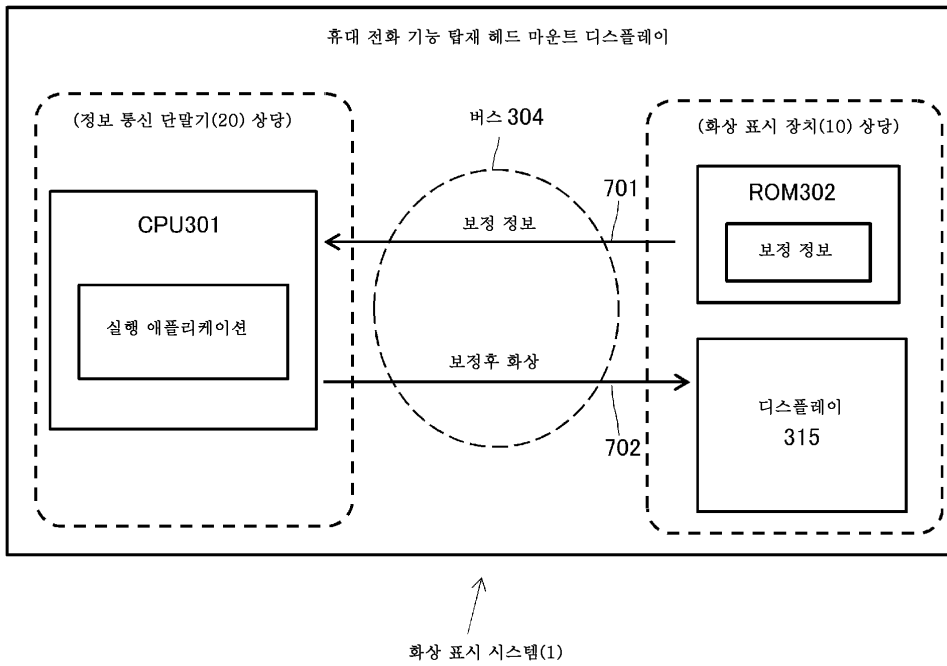 휴대 전화 기능 탑재 헤드 마운트 디스플레이
(정보 통신 단말기(20) 상당)
버스 304
(화상 표시 장치(10) 상당)
CPU301
실행 애플리케이션
보정 정보
701
ROM302
보정 정보
보정후 화상
702
디스플레이
315
화상 표시 시스템(1)